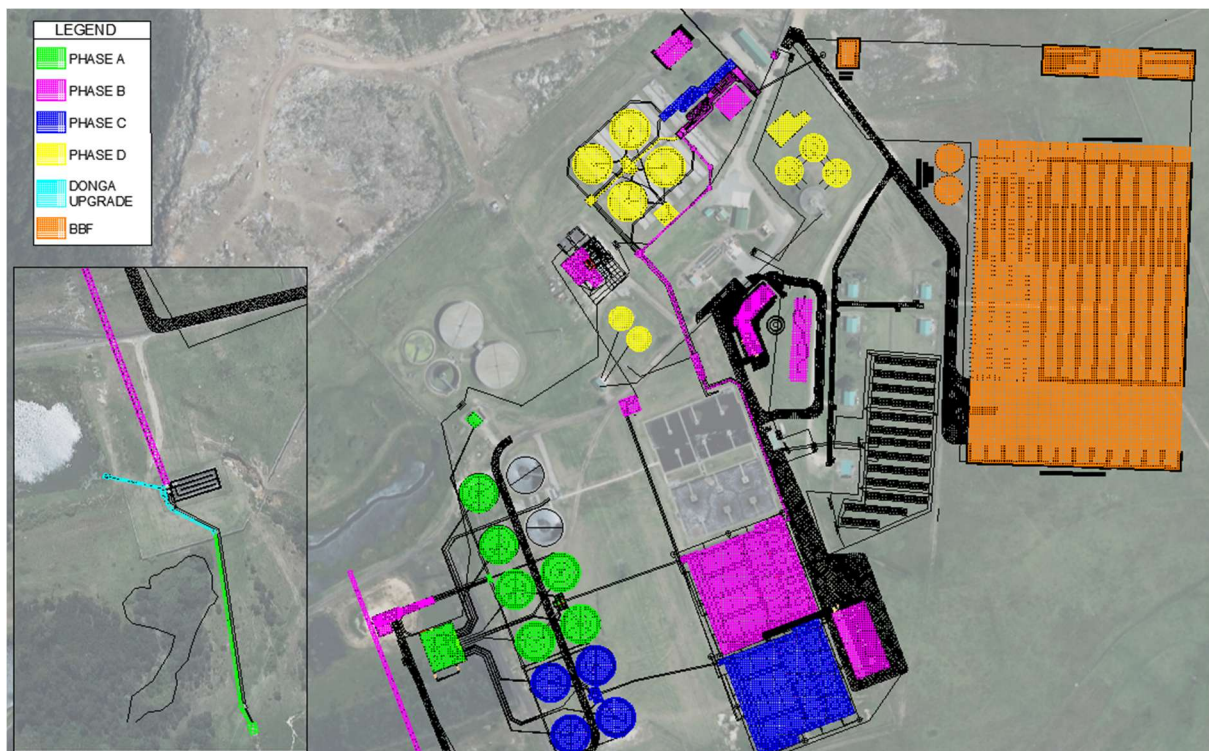 LEGEND
PHASE A
PHASE B
PHASE C
PHASE D
DONGA
UPGRADE
BBF